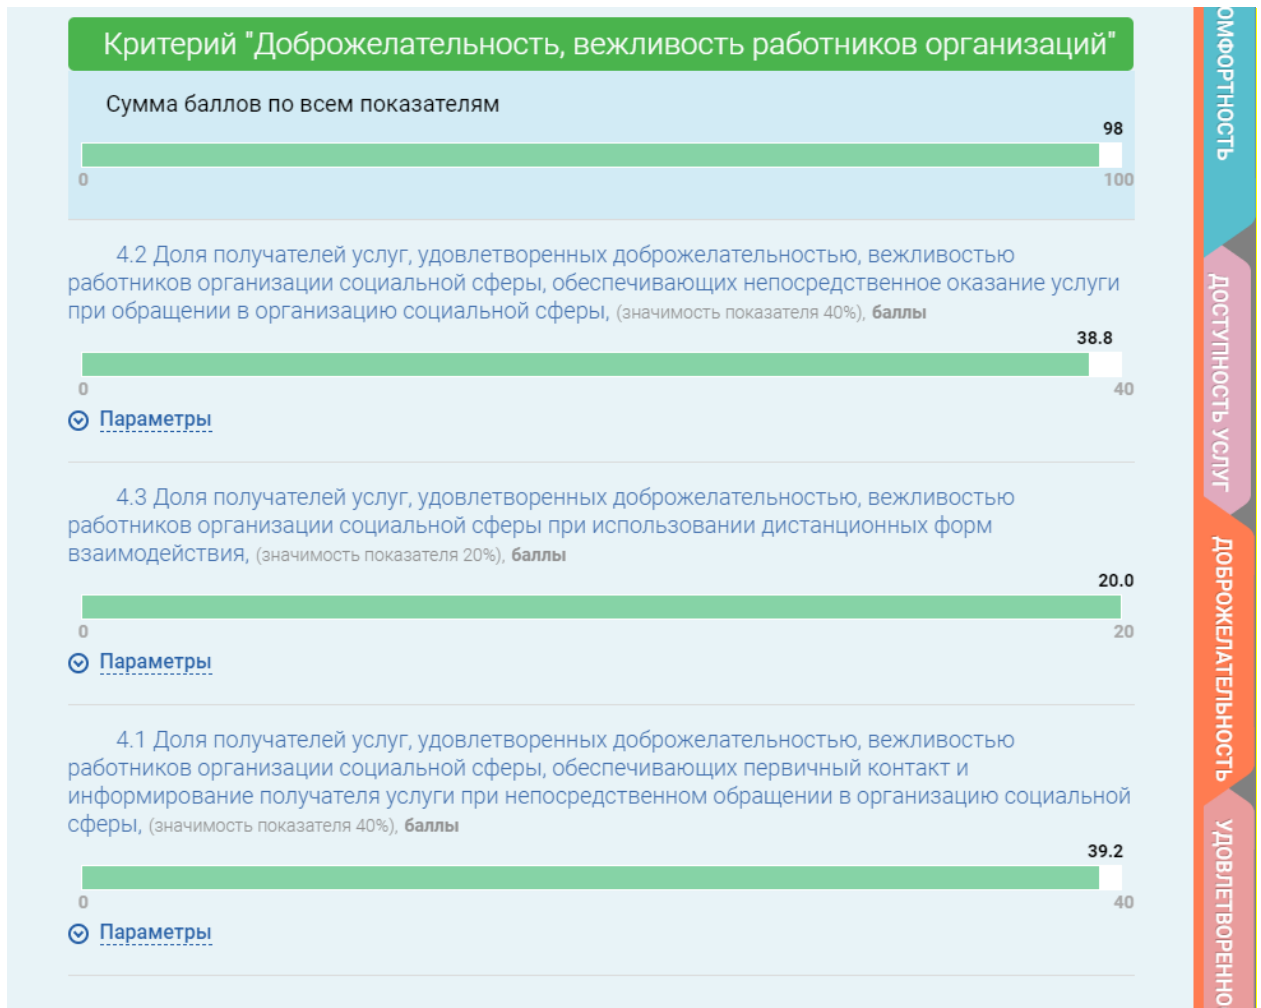 Критерий "Доброжелательность, вежливость работников организаций"
Сумма баллов по всем показателям
98
0 100
4.2 Доля получателей услуг, удовлетворенных доброжелательностью, вежливостью
работников организации социальной сферы, обеспечивающих непосредственное оказание услуги
при обращении в организацию социальной сферы, (значимость показателя 40%), баллы
38.8
0 40
Параметры
4.3 Доля получателей услуг, удовлетворенных доброжелательностью, вежливостью
работников организации социальной сферы при использовании дистанционных форм
взаимодействия, (значимость показателя 20%), баллы
20.0
0 20
Параметры
4.1 Доля получателей услуг, удовлетворенных доброжелательностью, вежливостью
работников организации социальной сферы, обеспечивающих первичный контакт и
информирование получателя услуги при непосредственном обращении в организацию социальной
сферы, (значимость показателя 40%), баллы
39.2
0 40
Параметры
ОМФОРТНОСТЬ
ДОСТУПНОСТЬ УСЛУГ
ДОБРОЖЕЛАТЕЛЬНОСТЬ
УДОВЛЕТВОРЕННО